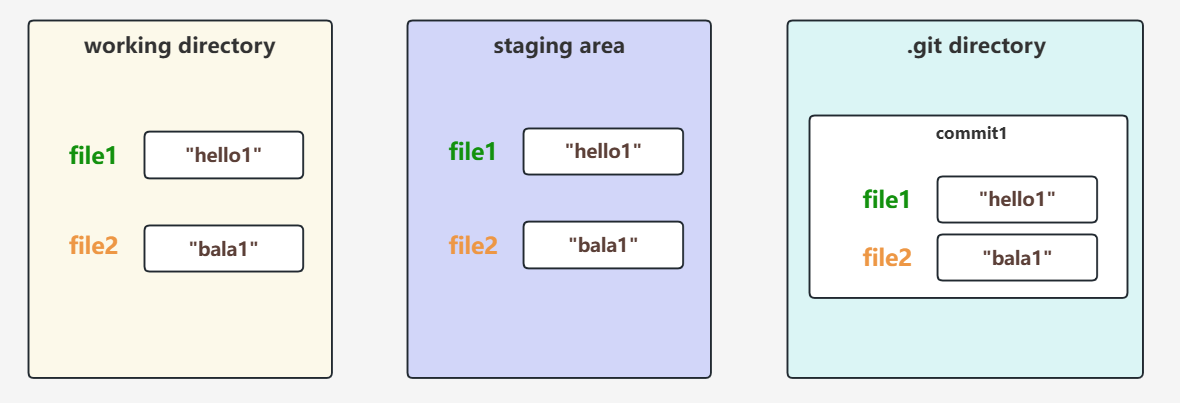 working directory
file1 "hello1"
file2 "bala1"
staging area
file1 "hello1"
file2 "bala1"
.git directory
commit1
file1 "hello1"
file2 "bala1"